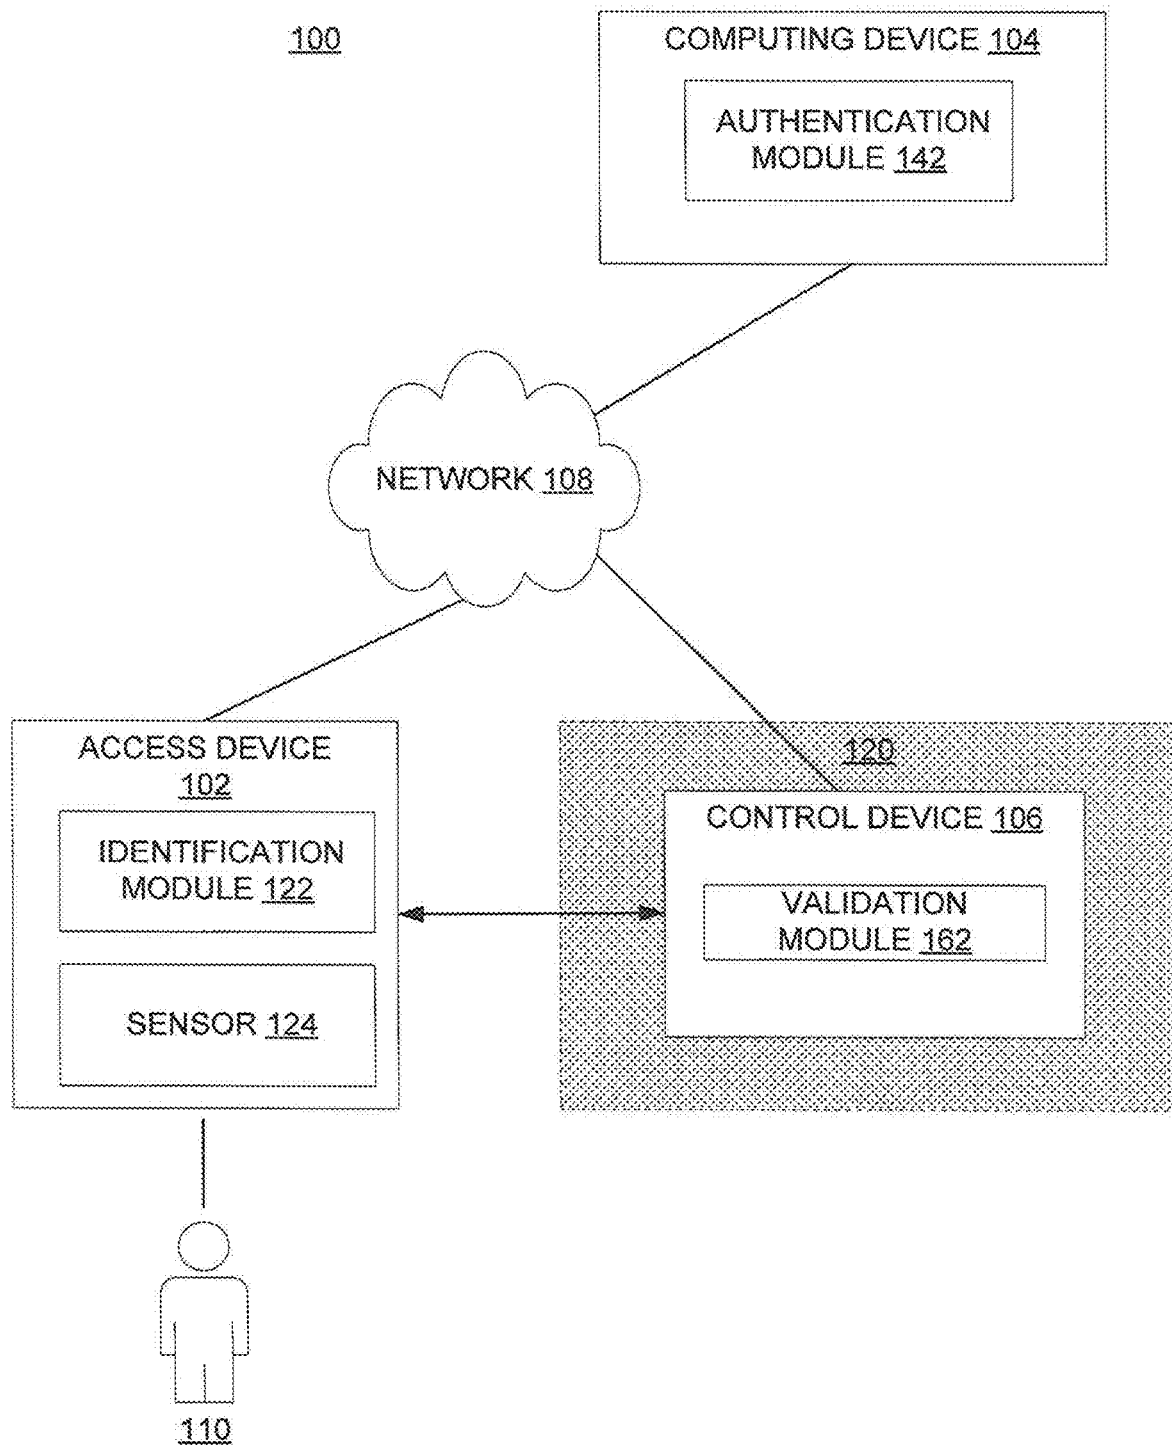 100
COMPUTING DEVICE 104
AUTHENTICATION
MODULE 142
NETWORK 108
ACCESS DEVICE
102
IDENTIFICATION
MODULE 122
SENSOR 124
120
CONTROL DEVICE 106
VALIDATION
MODULE 162
110